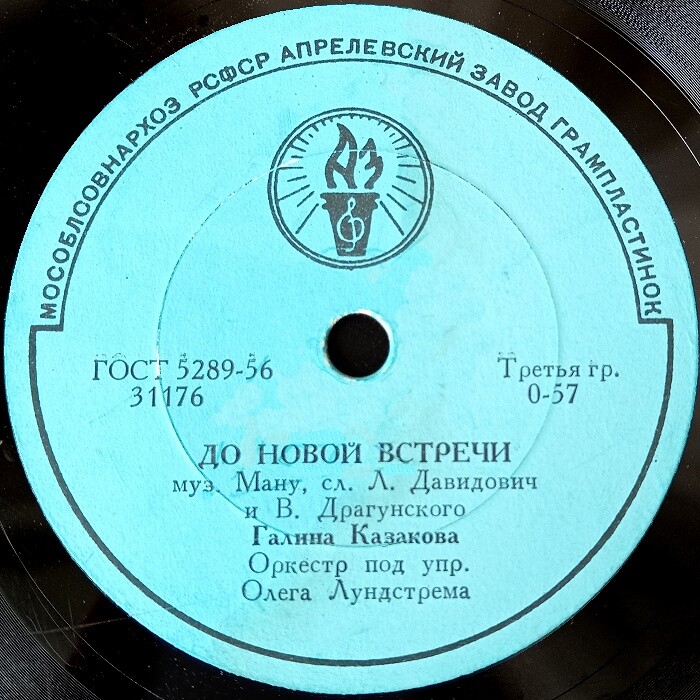 МОСОБЛСОВНАРХОЗ РСФСР АПРЕЛЕВСКИЙ ЗАВОД ГРАМПЛАСТИНОК
АЗ
ГОСТ 5289-56
31176
Третья гр.
0-57
ДО НОВОЙ ВСТРЕЧИ
муз. Ману, сл. Л. Давидович
и В. Драгунского
Галина Казакова
Оркестр под упр.
Олега Лундстрема